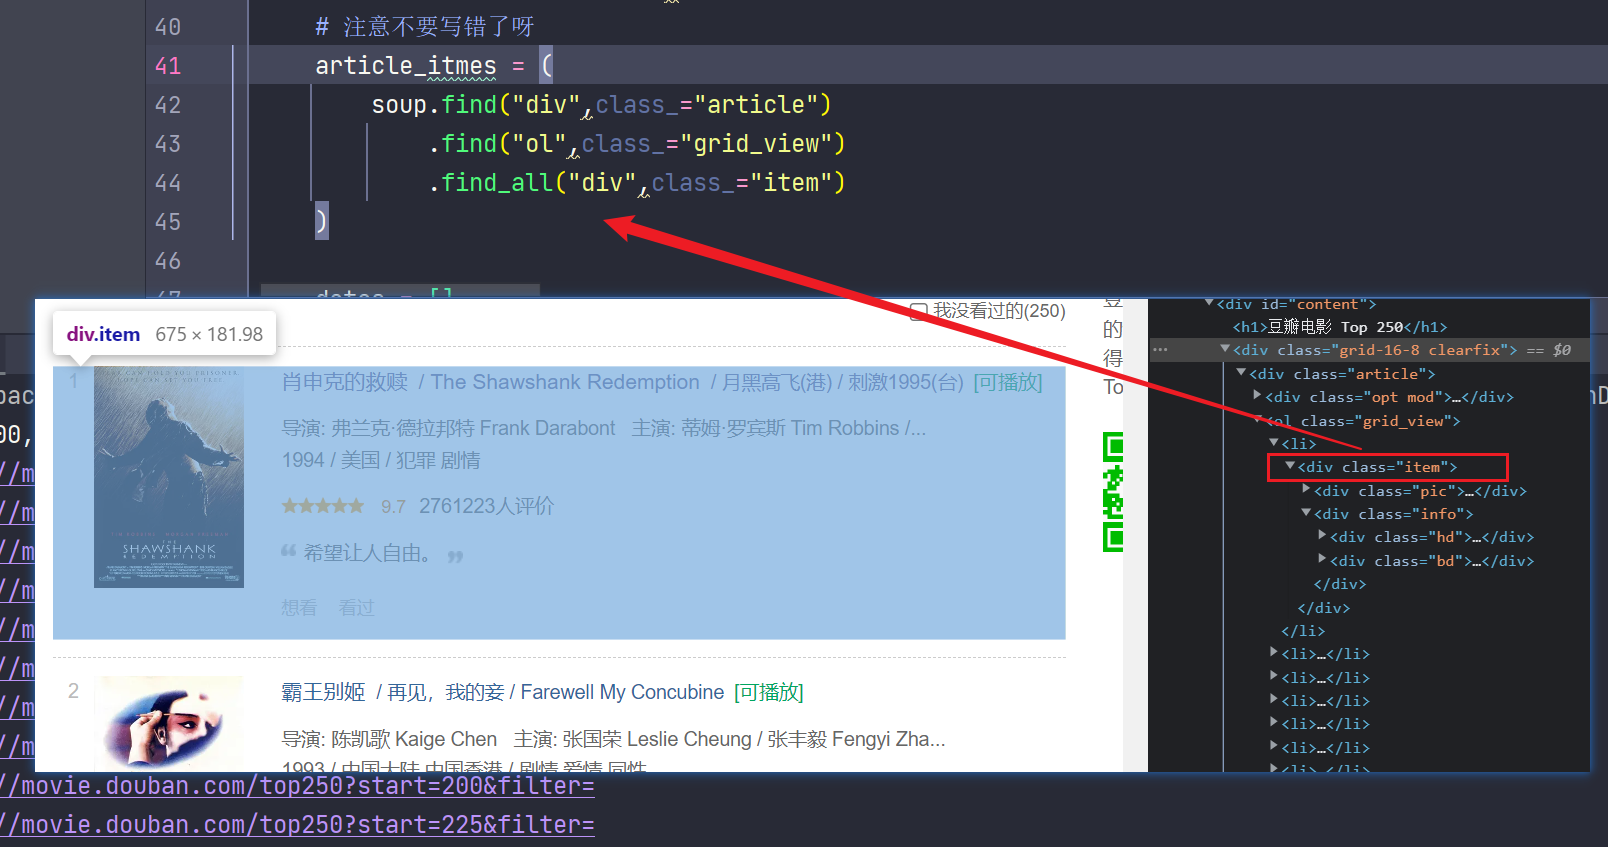 40 # 注意不要写错了呀
41 article_itmes = (
42 soup.find("div",class_="article")
43 .find("ol",class_="grid_view")
44 .find_all("div",class_="item")
45 )
46
我没看过的(250)
div.item 675 × 181.98
1 肖申克的救赎 / The Shawshank Redemption / 月黑高飞(港) / 刺激1995(台) [可播放]
导演: 弗兰克·德拉邦特 Frank Darabont 主演: 蒂姆·罗宾斯 Tim Robbins /...
1994 / 美国 / 犯罪 剧情
9.7 2761223人评价
“ 希望让人自由。 ”
想看 看过
THE
SHAWSHANK
REDEMPTION
2 霸王别姬 / 再见，我的妾 / Farewell My Concubine [可播放]
导演: 陈凯歌 Kaige Chen 主演: 张国荣 Leslie Cheung / 张丰毅 Fengyi Zha...
1993 / 中国大陆 中国香港 / 剧情 爱情 同性
的
得
To
<div id="content">
<h1>豆瓣电影 Top 250</h1>
<div class="grid-16-8 clearfix"> == $0
<div class="article">
<div class="opt mod">…</div>
<ol class="grid_view">
<li>
<div class="item">
<div class="pic">…</div>
<div class="info">
<div class="hd">…</div>
<div class="bd">…</div>
</div>
</div>
</li>
<li>…</li>
<li>…</li>
<li>…</li>
<li>…</li>
<li>…</li>
<li>…</li>
pac
00,
//m
//m
//m
//m
//m
//m
//m
//m
//movie.douban.com/top250?start=200&filter=
//movie.douban.com/top250?start=225&filter=